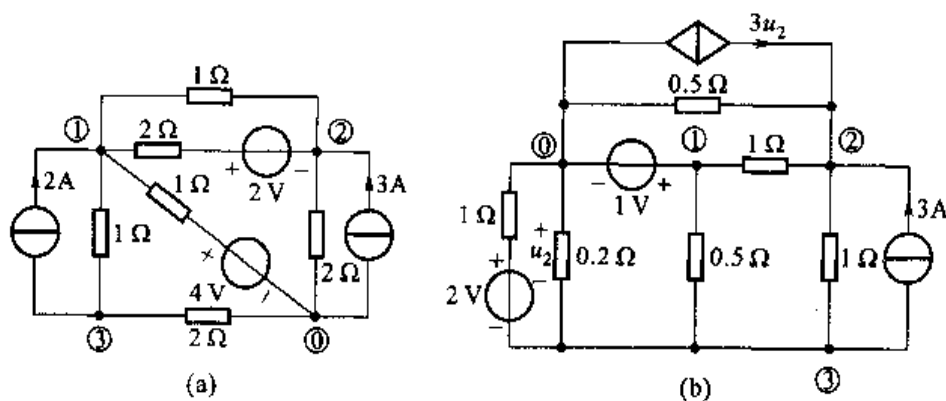 1 Ω
① 2 Ω ②
+ 2 V -
2A 1 Ω 3A
1 Ω + 2 Ω
4 V -
③ 2 Ω ⓪
(a)
3u₂
0.5 Ω
⓪ ① 1 Ω ②
- 1 V +
1 Ω 3A
+ u₂ - 0.2 Ω 0.5 Ω 1 Ω
+ 2 V -
③
(b)